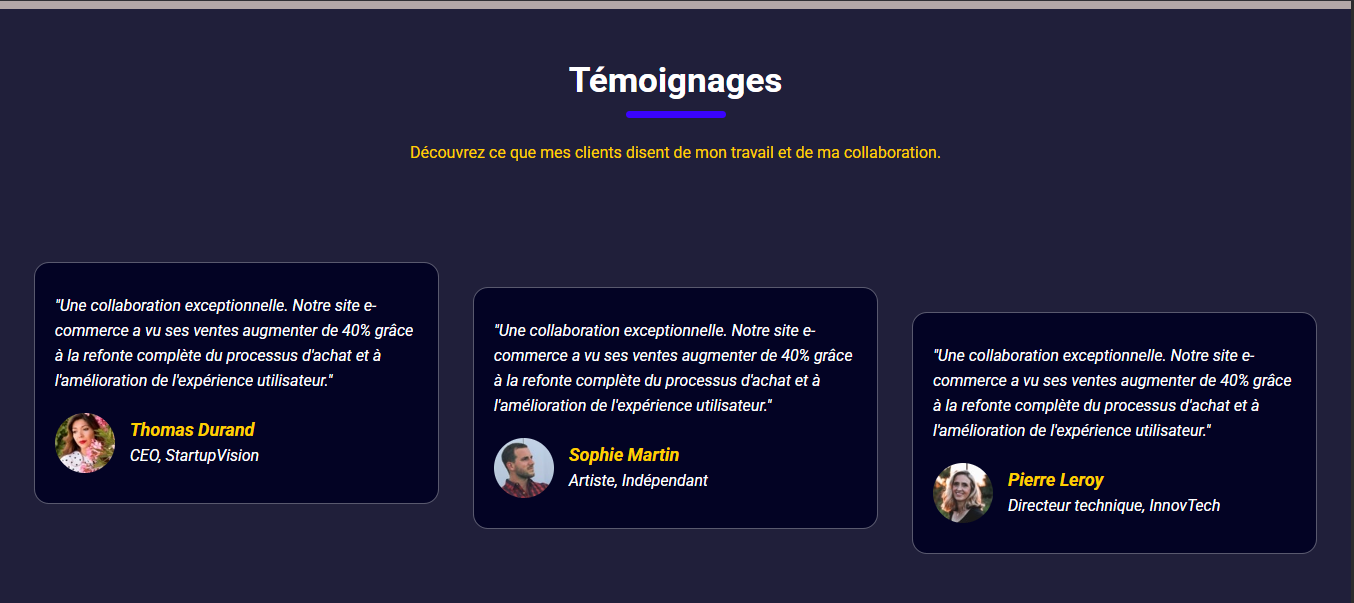 Témoignages
Découvrez ce que mes clients disent de mon travail et de ma collaboration.
"Une collaboration exceptionnelle. Notre site e-
commerce a vu ses ventes augmenter de 40% grâce
à la refonte complète du processus d'achat et à
l'amélioration de l'expérience utilisateur."
Thomas Durand
CEO, StartupVision
"Une collaboration exceptionnelle. Notre site e-
commerce a vu ses ventes augmenter de 40% grâce
à la refonte complète du processus d'achat et à
l'amélioration de l'expérience utilisateur."
Sophie Martin
Artiste, Indépendant
"Une collaboration exceptionnelle. Notre site e-
commerce a vu ses ventes augmenter de 40% grâce
à la refonte complète du processus d'achat et à
l'amélioration de l'expérience utilisateur."
Pierre Leroy
Directeur technique, InnovTech